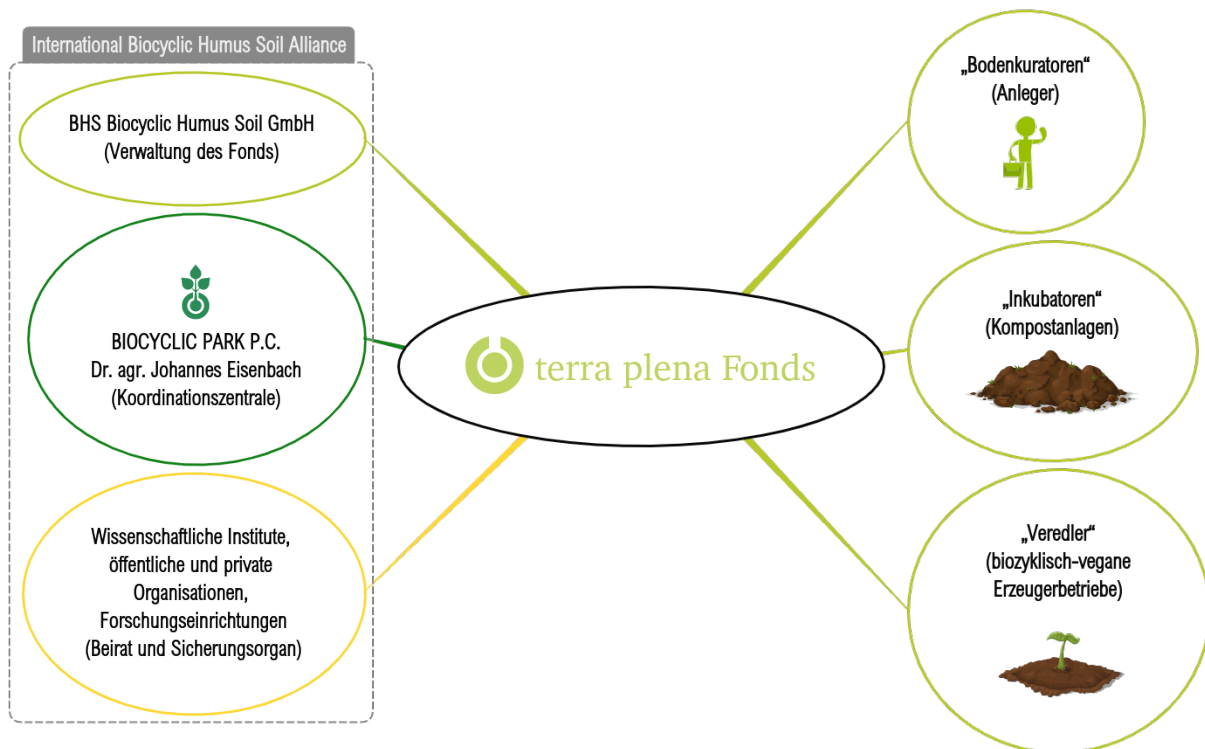 International Biocyclic Humus Soil Alliance
BHS Biocyclic Humus Soil GmbH
(Verwaltung des Fonds)
BIOCYCLIC PARK P.C.
Dr. agr. Johannes Eisenbach
(Koordinationszentrale)
Wissenschaftliche Institute,
öffentliche und private
Organisationen,
Forschungseinrichtungen
(Beirat und Sicherungsorgan)
terra plena Fonds
„Bodenkuratoren“
(Anleger)
„Inkubatoren“
(Kompostanlagen)
„Veredler“
(biozyklisch-vegane
Erzeugerbetriebe)